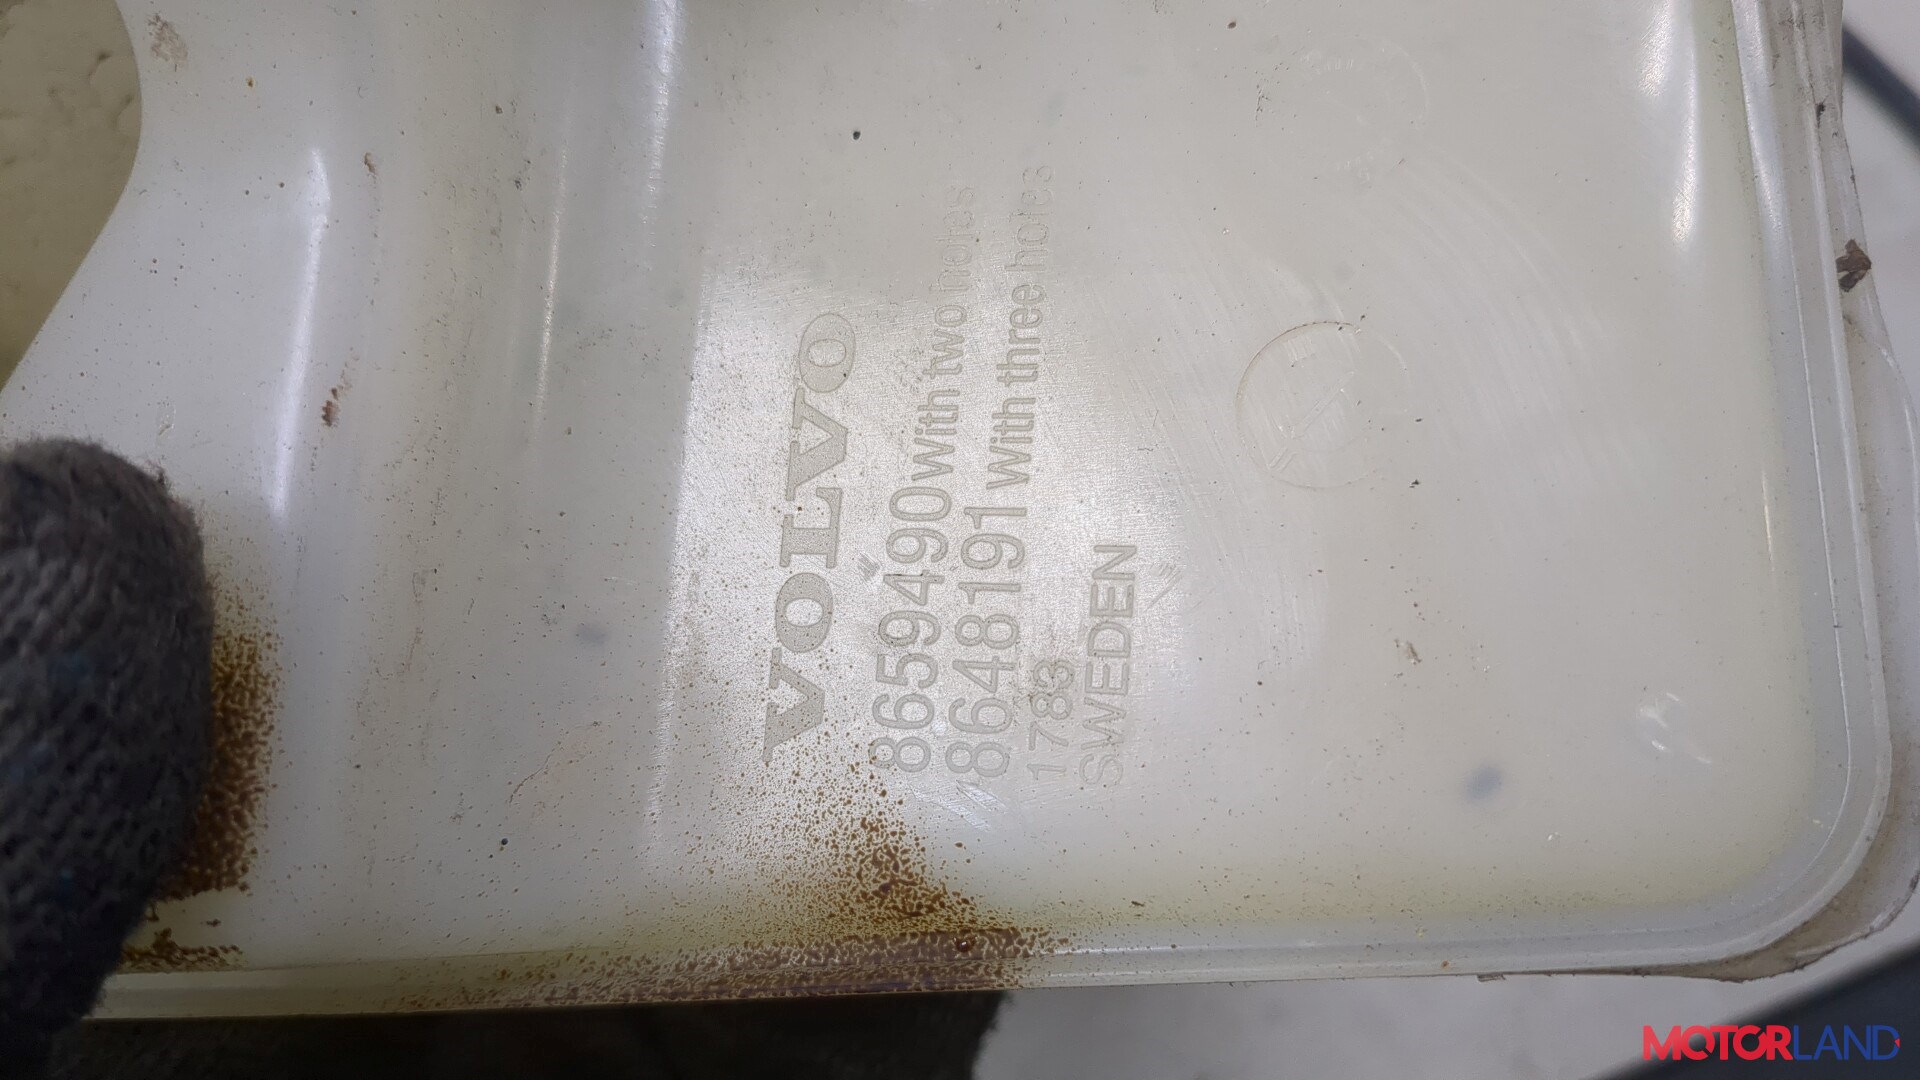 VOLVO
8659490 With two holes
8648191 With three holes
1783
SWEDEN
MOTORLAND